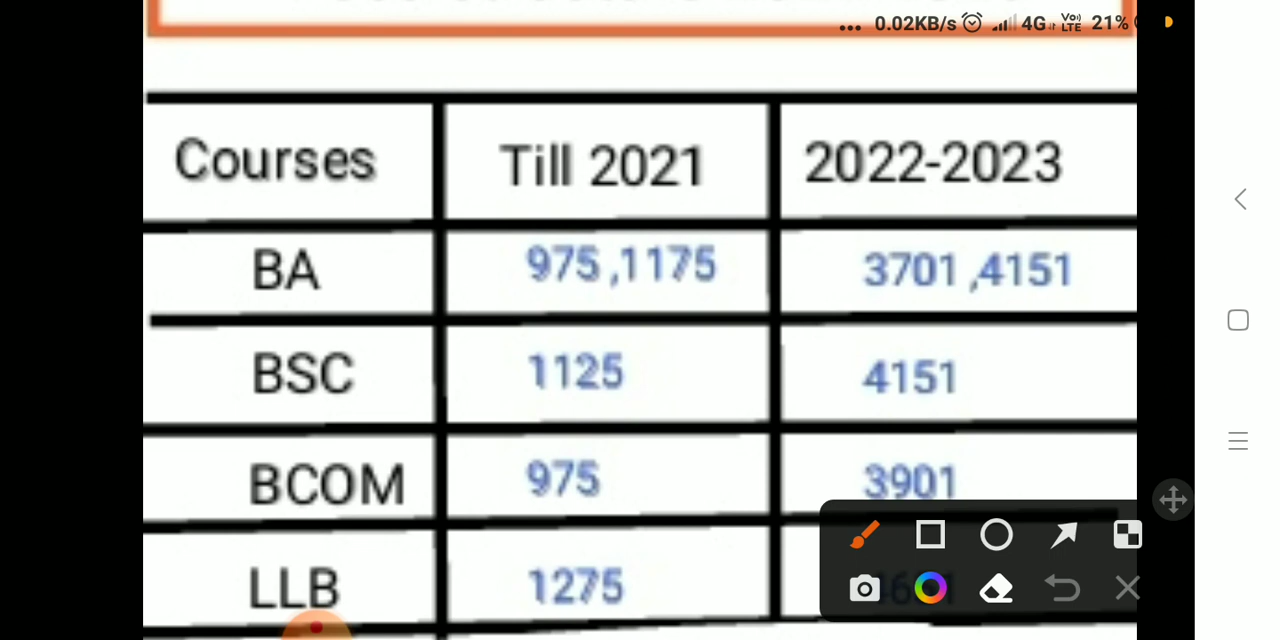 ... 0.02KB/s 4G Vo)) LTE 21%
Courses Till 2021 2022-2023
BA 975 ,1175 3701 ,4151
BSC 1125 4151
BCOM 975 3901
LLB 1275